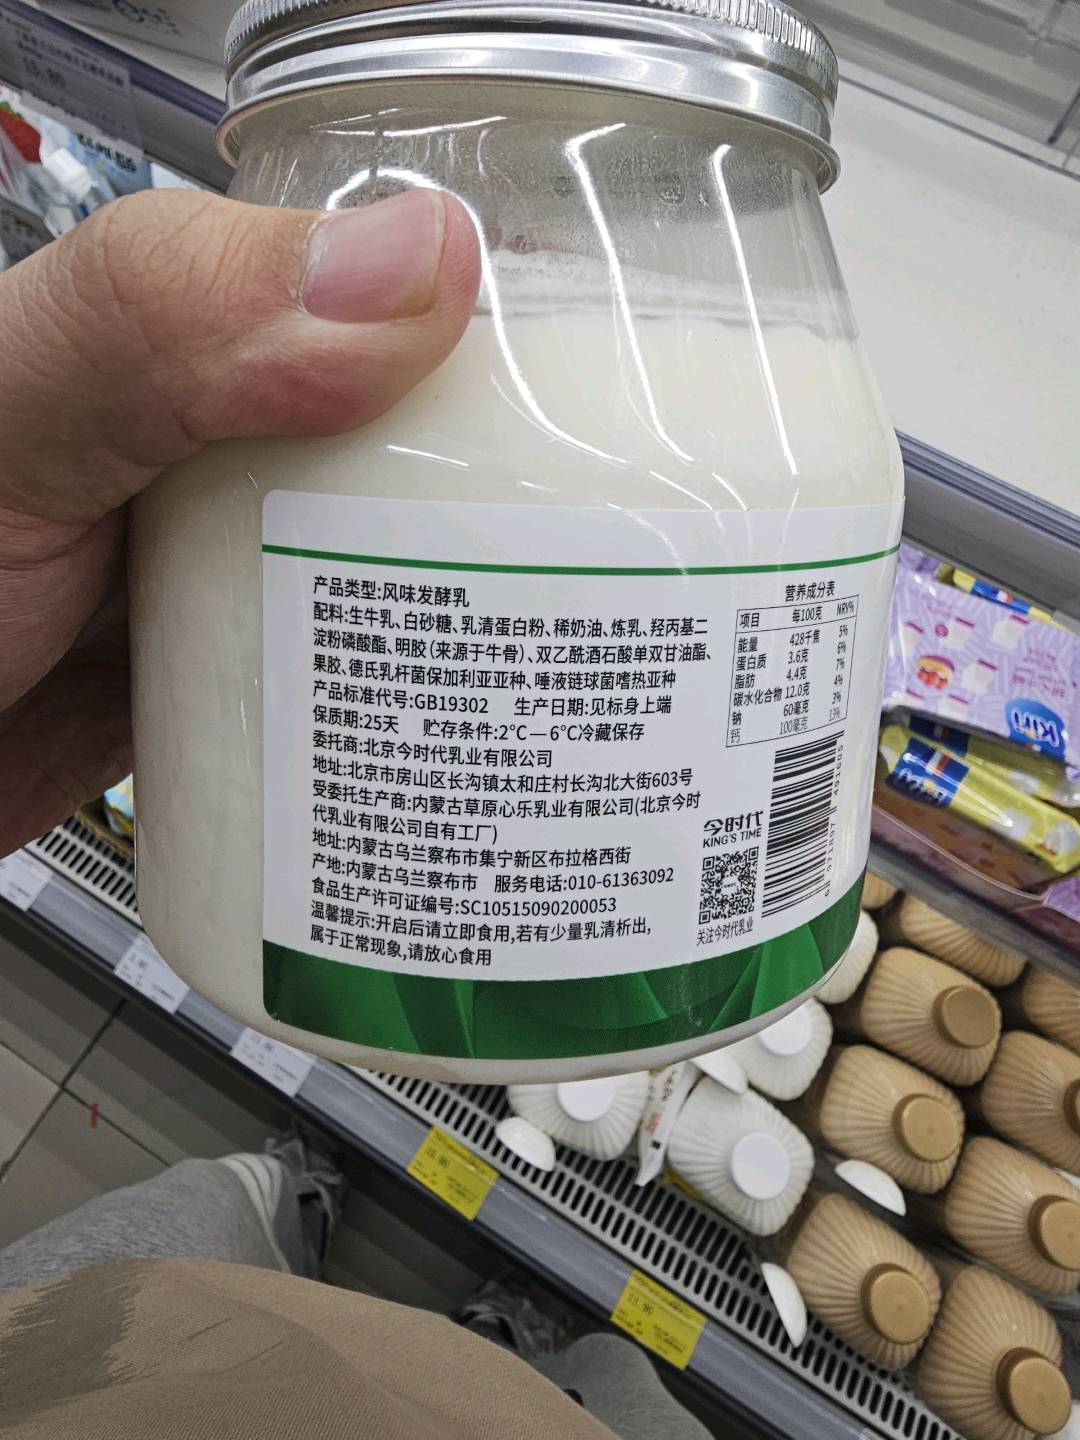 产品类型:风味发酵乳
配料:生牛乳、白砂糖、乳清蛋白粉、稀奶油、炼乳、羟丙基二
淀粉磷酸酯、明胶(来源于牛骨)、双乙酰酒石酸单双甘油酯、
果胶、德氏乳杆菌保加利亚亚种、唾液链球菌嗜热亚种
产品标准代号:GB19302 生产日期:见标身上端
保质期:25天 贮存条件:2℃—6℃冷藏保存
委托商:北京今时代乳业有限公司
地址:北京市房山区长沟镇太和庄村长沟北大街603号
受委托生产商:内蒙古草原心乐乳业有限公司(北京今时
代乳业有限公司自有工厂)
地址:内蒙古乌兰察布市集宁新区布拉格西街
产地:内蒙古乌兰察布市 服务电话:010-61363092
食品生产许可证编号:SC10515090200053
温馨提示:开启后请立即食用,若有少量乳清析出,
属于正常现象,请放心食用
营养成分表
项目 每100克 NRV%
能量 428千焦 5%
蛋白质 3.6克 6%
脂肪 4.4克 7%
碳水化合物 12.0克 4%
钠 60毫克 3%
钙 100毫克 13%
今时代
KING'S TIME
关注今时代乳业
kiri
15.80